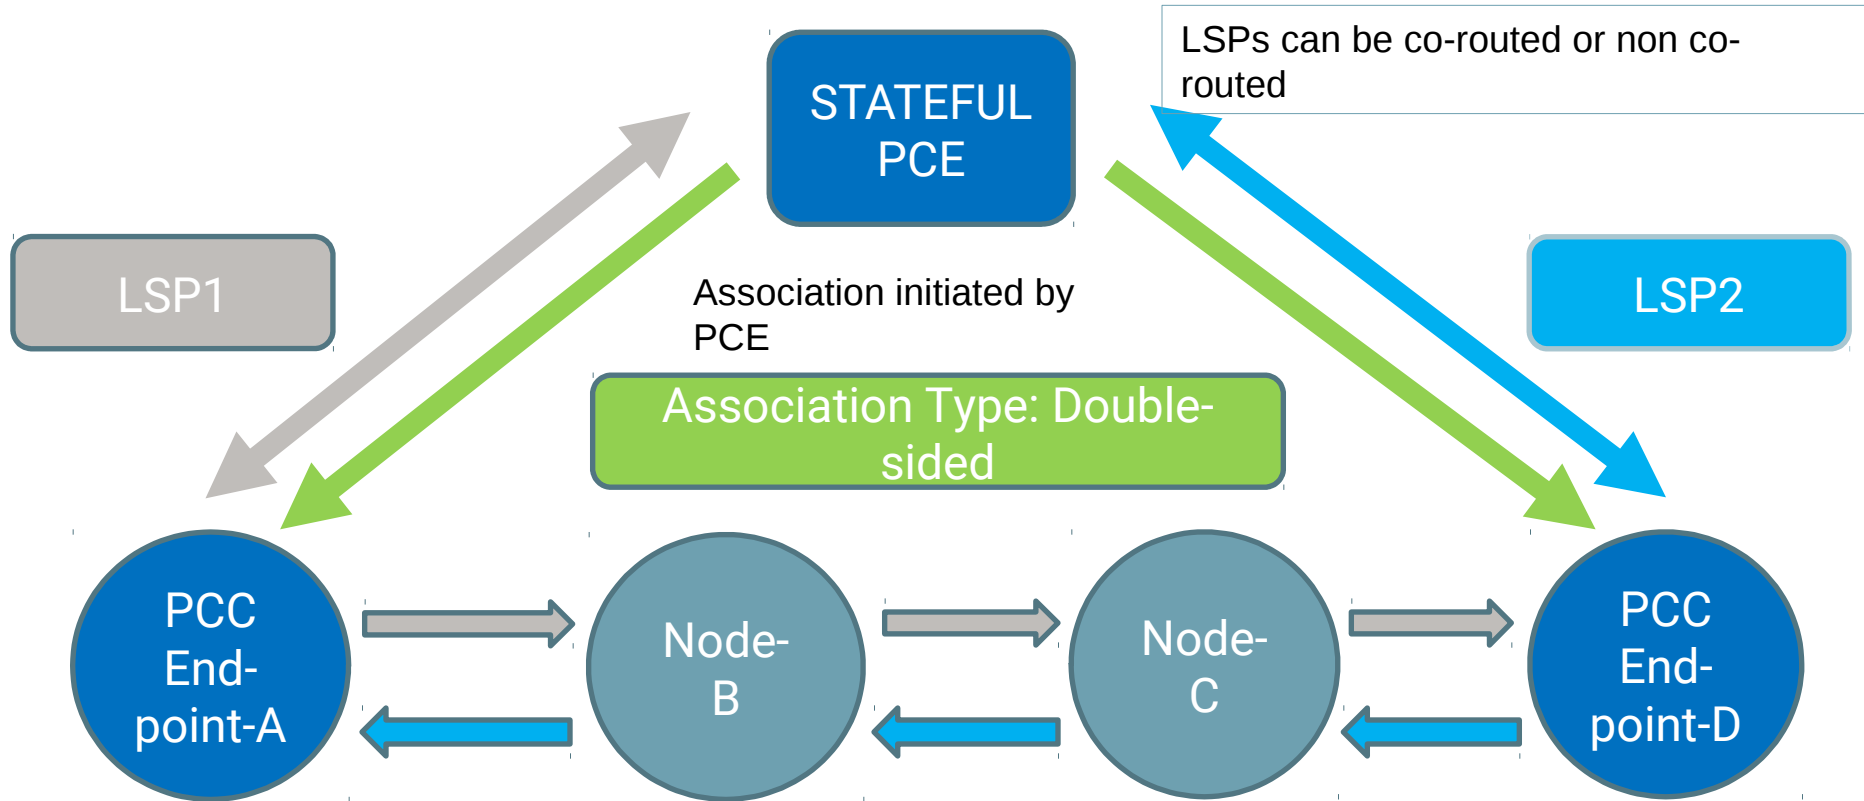 LSPs can be co-routed or non co-
routed
STATEFUL
PCE
LSP1
Association initiated by
PCE
LSP2
Association Type: Double-
sided
PCC
End-
point-A
Node-
B
Node-
C
PCC
End-
point-D